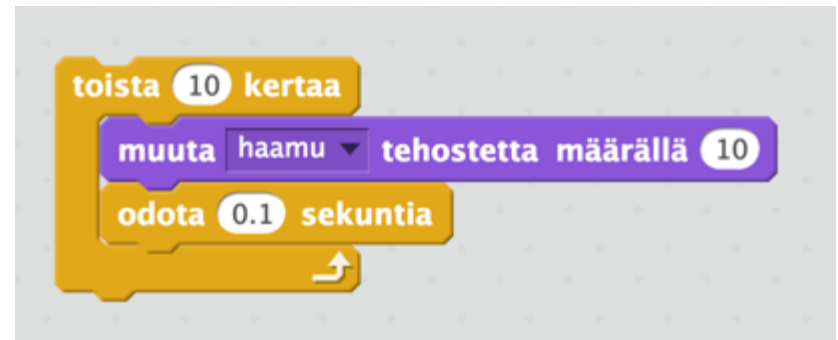 toista 10 kertaa
muuta haamu tehostetta määrällä 10
odota 0.1 sekuntia